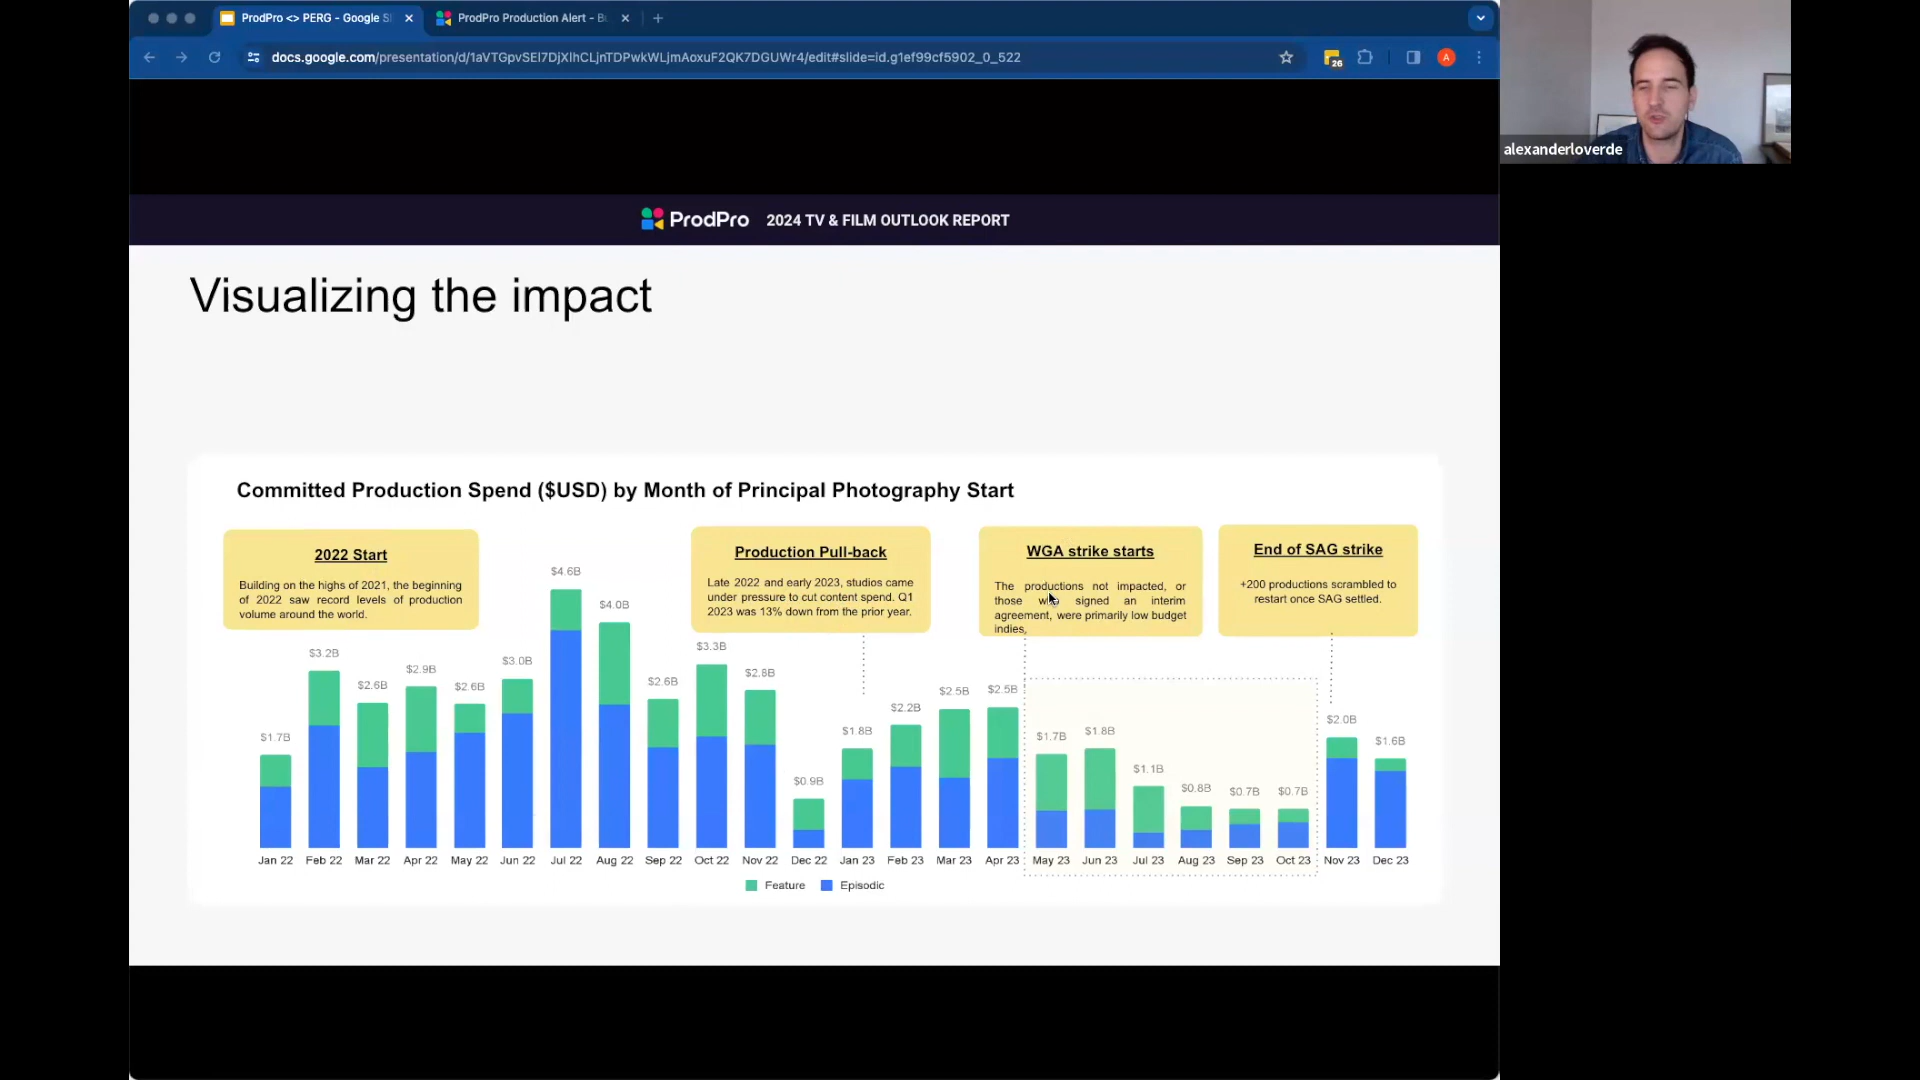 ProdPro <> PERG - Google Sl
ProdPro Production Alert - Bu
docs.google.com/presentation/d/1aVTGpvSEl7DjXlhCLjnTDPwkWLjmAoxuF2QK7DGUWr4/edit#slide=id.g1ef99cf5902_0_522
26
A
alexanderloverde
ProdPro 2024 TV & FILM OUTLOOK REPORT
Visualizing the impact
Committed Production Spend ($USD) by Month of Principal Photography Start
2022 Start
Building on the highs of 2021, the beginning
of 2022 saw record levels of production
volume around the world.
Production Pull-back
Late 2022 and early 2023, studios came
under pressure to cut content spend. Q1
2023 was 13% down from the prior year.
WGA strike starts
The productions not impacted, or
those who signed an interim
agreement, were primarily low budget
indies.
End of SAG strike
+200 productions scrambled to
restart once SAG settled.
$1.7B $3.2B $2.6B $2.9B $2.6B $3.0B $4.6B $4.0B $2.6B $3.3B $2.8B $0.9B $1.8B $2.2B $2.5B $2.5B $1.7B $1.8B $1.1B $0.8B $0.7B $0.7B $2.0B $1.6B
Jan 22 Feb 22 Mar 22 Apr 22 May 22 Jun 22 Jul 22 Aug 22 Sep 22 Oct 22 Nov 22 Dec 22 Jan 23 Feb 23 Mar 23 Apr 23 May 23 Jun 23 Jul 23 Aug 23 Sep 23 Oct 23 Nov 23 Dec 23
Feature Episodic